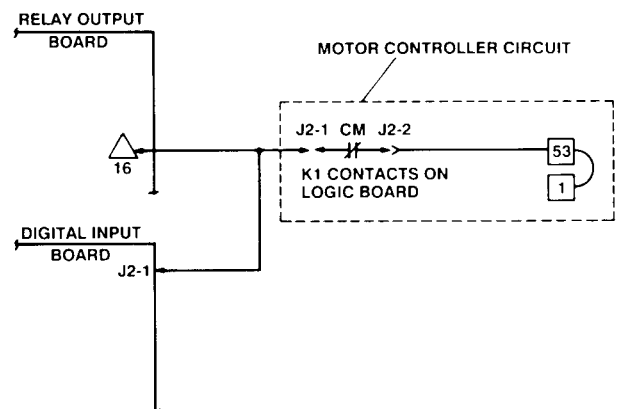 RELAY OUTPUT
BOARD
MOTOR CONTROLLER CIRCUIT
J2-1 CM J2-2
16
53
K1 CONTACTS ON
LOGIC BOARD
1
DIGITAL INPUT
BOARD
J2-1